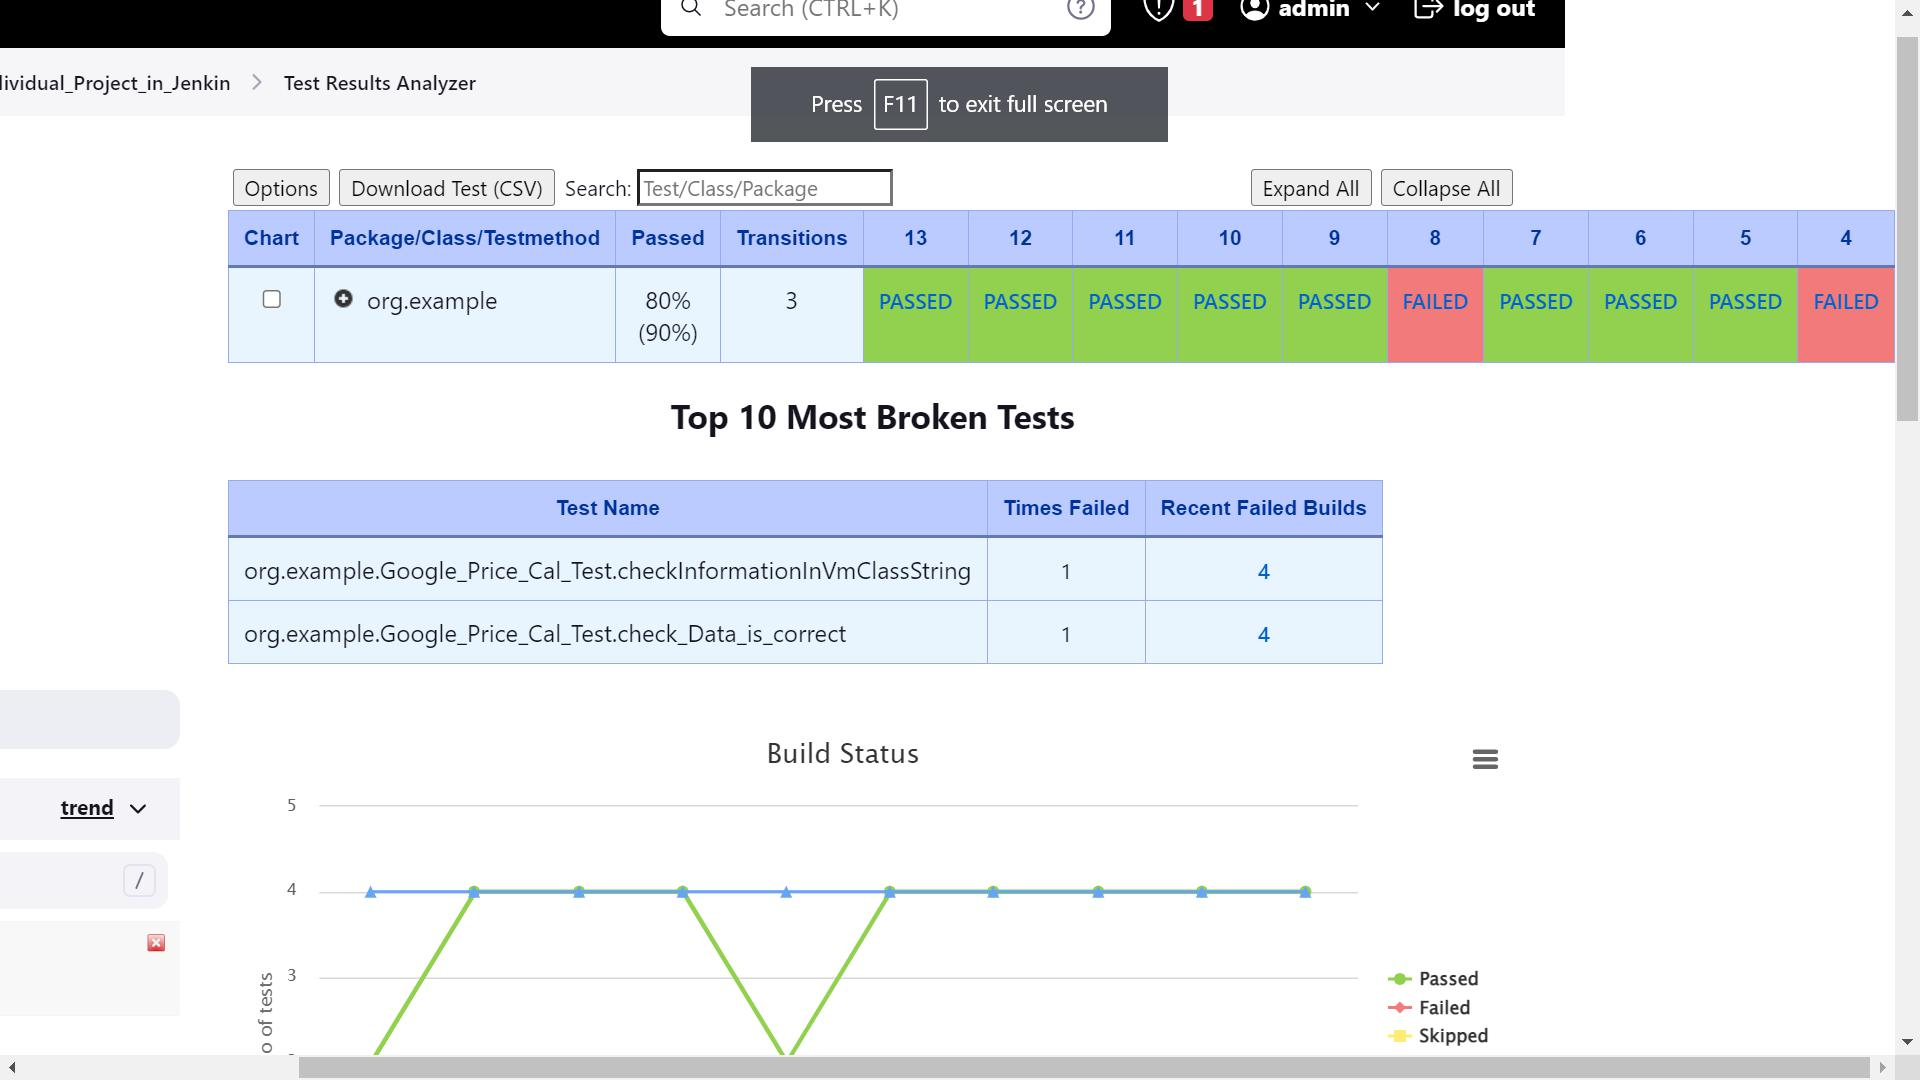 Search (CTRL+K) ? 1 admin log out
dividual_Project_in_Jenkin > Test Results Analyzer
Press F11 to exit full screen
Options Download Test (CSV) Search: Test/Class/Package Expand All Collapse All
Chart Package/Class/Testmethod Passed Transitions 13 12 11 10 9 8 7 6 5 4
org.example 80% 3 PASSED PASSED PASSED PASSED PASSED FAILED PASSED PASSED PASSED FAILED
(90%)
Top 10 Most Broken Tests
Test Name Times Failed Recent Failed Builds
org.example.Google_Price_Cal_Test.checkInformationInVmClassString 1 4
org.example.Google_Price_Cal_Test.check_Data_is_correct 1 4
Build Status
trend
/
5
4
3
o of tests
Passed
Failed
Skipped